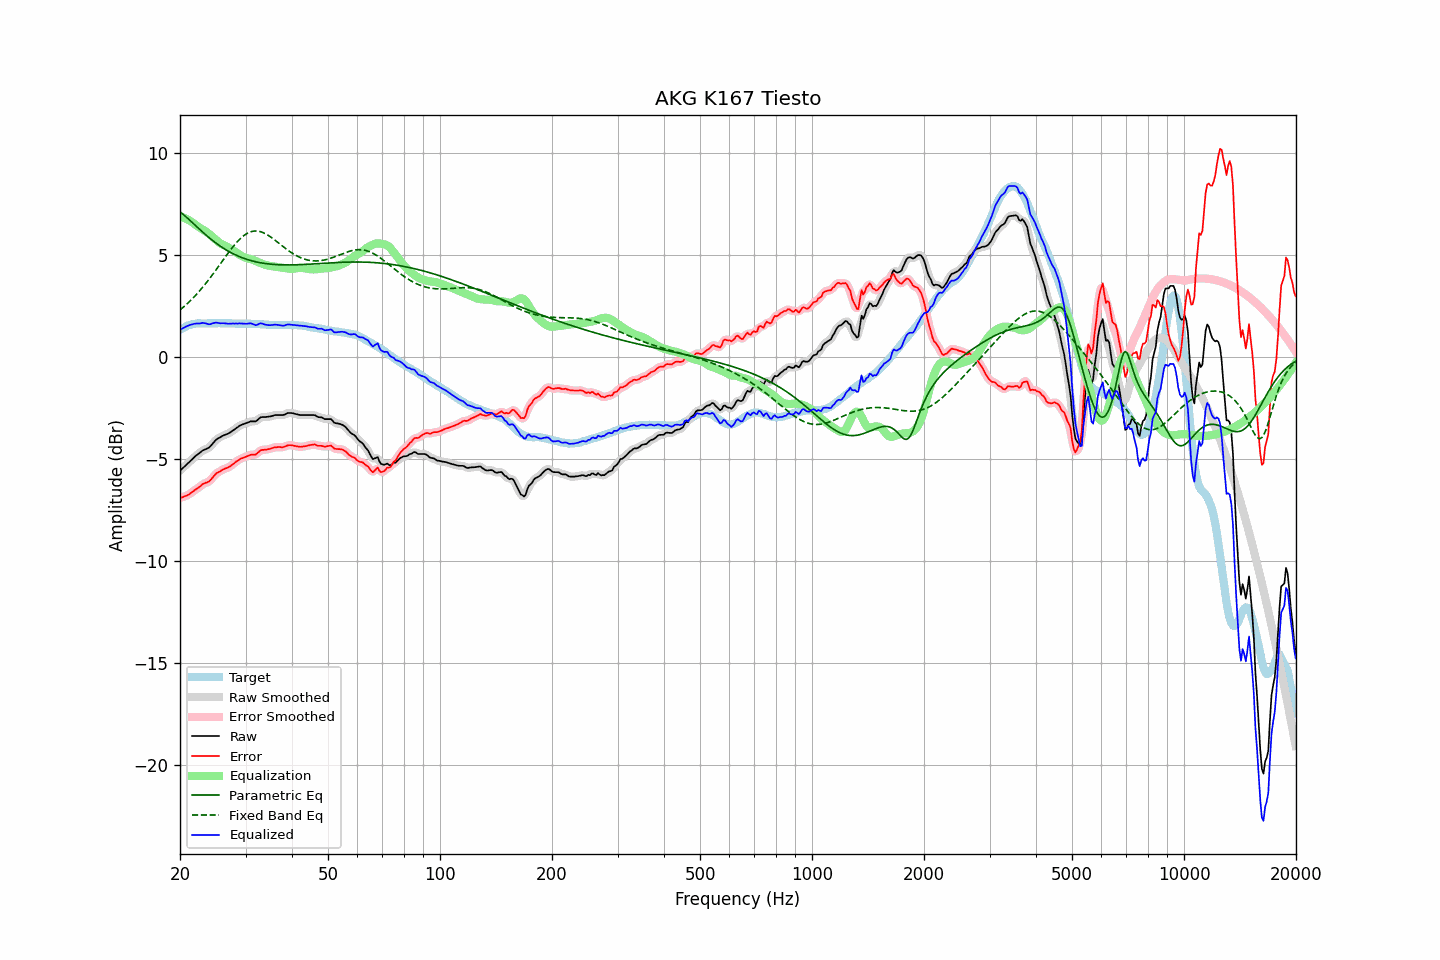 AKG K167 Tiesto
Amplitude (dBr)
10
5
0
−5
−10
−15
−20
Target
Raw Smoothed
Error Smoothed
Raw
Error
Equalization
Parametric Eq
Fixed Band Eq
Equalized
20 50 100 200 500 1000 2000 5000 10000 20000
Frequency (Hz)